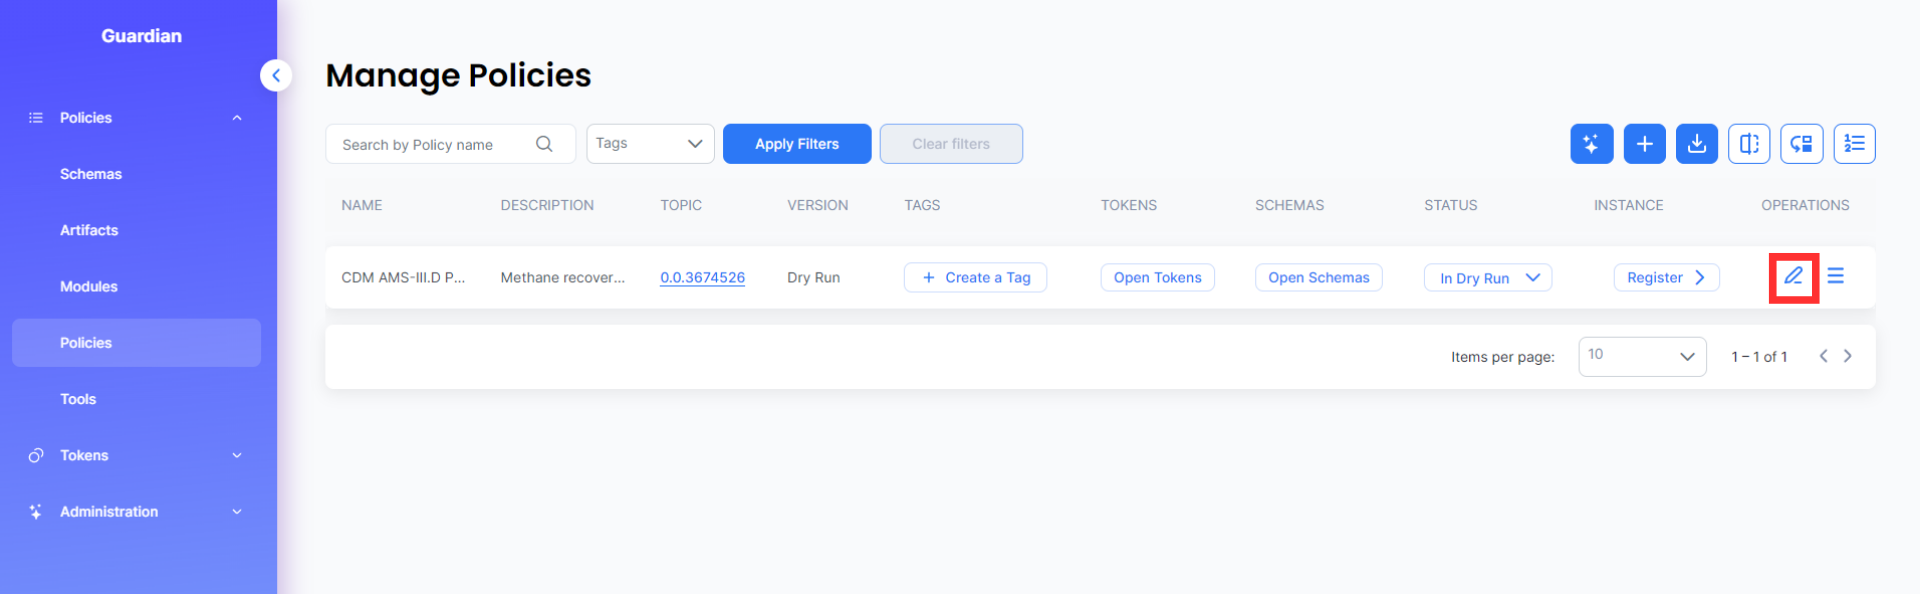 Guardian
Policies
Schemas
Artifacts
Modules
Policies
Tools
Tokens
Administration
Manage Policies
Search by Policy name Tags Apply Filters Clear filters
NAME DESCRIPTION TOPIC VERSION TAGS TOKENS SCHEMAS STATUS INSTANCE OPERATIONS
CDM AMS-III.D P... Methane recover... 0.0.3674526 Dry Run + Create a Tag Open Tokens Open Schemas In Dry Run Register
Items per page: 10 1 – 1 of 1